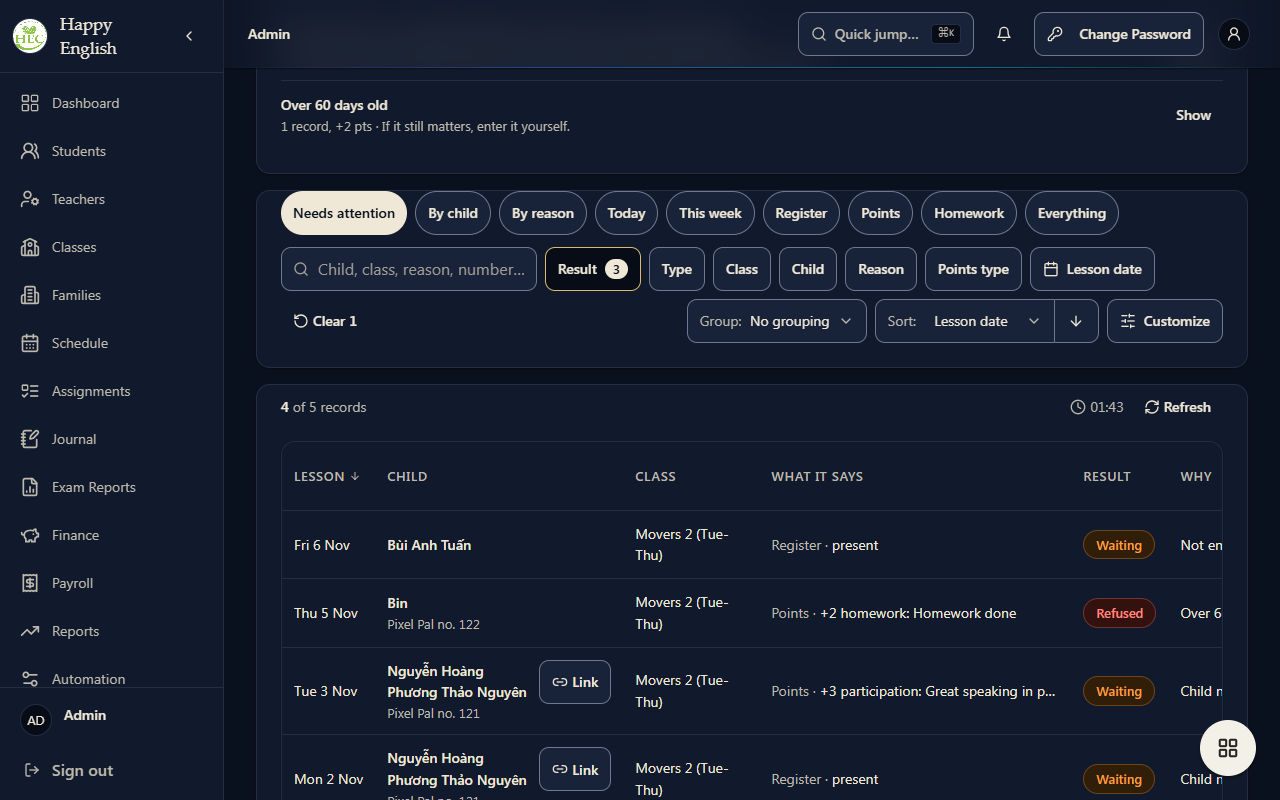 HEC
Happy
English
Admin
Quick jump... ⌘K
Change Password
Dashboard
Students
Teachers
Classes
Families
Schedule
Assignments
Journal
Exam Reports
Finance
Payroll
Reports
Automation
AD Admin
Sign out
Over 60 days old
1 record, +2 pts · If it still matters, enter it yourself.
Show
Needs attention By child By reason Today This week Register Points Homework Everything
Child, class, reason, number... Result 3 Type Class Child Reason Points type Lesson date
Clear 1 Group: No grouping Sort: Lesson date Customize
4 of 5 records 01:43 Refresh
LESSON CHILD CLASS WHAT IT SAYS RESULT WHY
Fri 6 Nov Bùi Anh Tuấn Movers 2 (Tue-
Thu) Register · present Waiting Not en
Thu 5 Nov Bin Movers 2 (Tue-
Thu) Points · +2 homework: Homework done Refused Over 6
Pixel Pal no. 122
Tue 3 Nov Nguyễn Hoàng
Phương Thảo Nguyên Link Movers 2 (Tue-
Thu) Points · +3 participation: Great speaking in p... Waiting Child n
Pixel Pal no. 121
Mon 2 Nov Nguyễn Hoàng
Phương Thảo Nguyên Link Movers 2 (Tue-
Thu) Register · present Waiting Child n
Pixel Pal no. 121